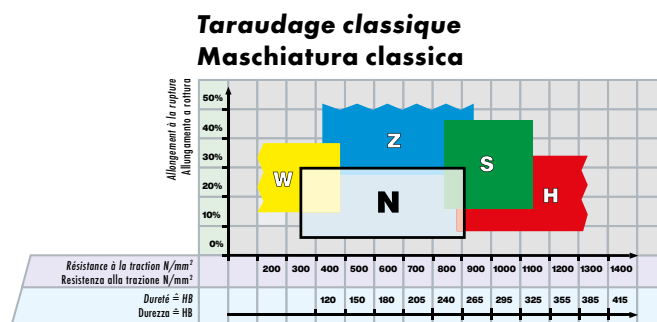 Taraudage classique
Maschiatura classica
Allongement à la rupture
Allungamento a rottura
50%
40%
30%
20%
10%
0%
W
Z
N
S
H
Résistance à la traction N/mm²
Resistenza alla trazione N/mm²
200 300 400 500 600 700 800 900 1000 1100 1200 1300 1400
Dureté ≙ HB
Durezza ≙ HB
120 150 180 205 240 265 295 325 355 385 415